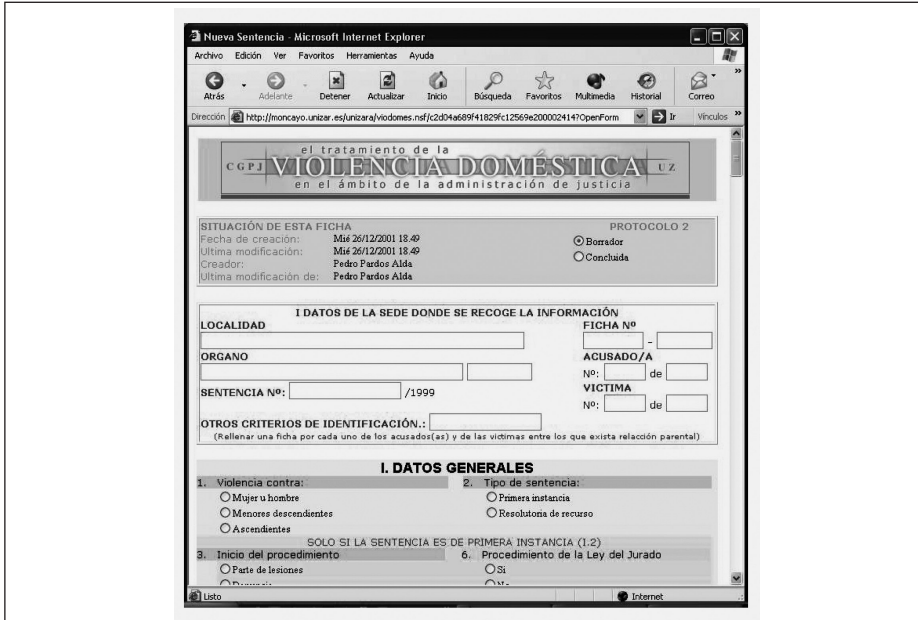 Nueva Sentencia - Microsoft Internet Explorer
Archivo Edición Ver Favoritos Herramientas Ayuda
Atrás Adelante Detener Actualizar Inicio Búsqueda Favoritos Multimedia Historial Correo »
Dirección http://moncayo.unizar.es/unizara/viodomes.nsf/c2d04a689f41829fc12569e200002414?OpenForm Ir Vínculos »
el tratamiento de la
CGPJ VIOLENCIA DOMÉSTICA UZ
en el ámbito de la administración de justicia
SITUACIÓN DE ESTA FICHA PROTOCOLO 2
Fecha de creación: Mié 26/12/2001 18.49 Borrador
Ultima modificación: Mié 26/12/2001 18.49 Concluida
Creador: Pedro Pardos Alda
Ultima modificación de: Pedro Pardos Alda
I DATOS DE LA SEDE DONDE SE RECOGE LA INFORMACIÓN
LOCALIDAD FICHA Nº
-
ORGANO ACUSADO/A
Nº: de
SENTENCIA Nº: /1999 VICTIMA
Nº: de
OTROS CRITERIOS DE IDENTIFICACIÓN.:
(Rellenar una ficha por cada uno de los acusados(as) y de las victimas entre los que exista relacción parental)
I. DATOS GENERALES
1. Violencia contra: 2. Tipo de sentencia:
Mujer u hombre Primera instancia
Menores descendientes Resolutoria de recurso
Ascendientes
SOLO SI LA SENTENCIA ES DE PRIMERA INSTANCIA (I.2)
3. Inicio del procedimiento 6. Procedimiento de la Ley del Jurado
Parte de lesiones Si
Listo Internet